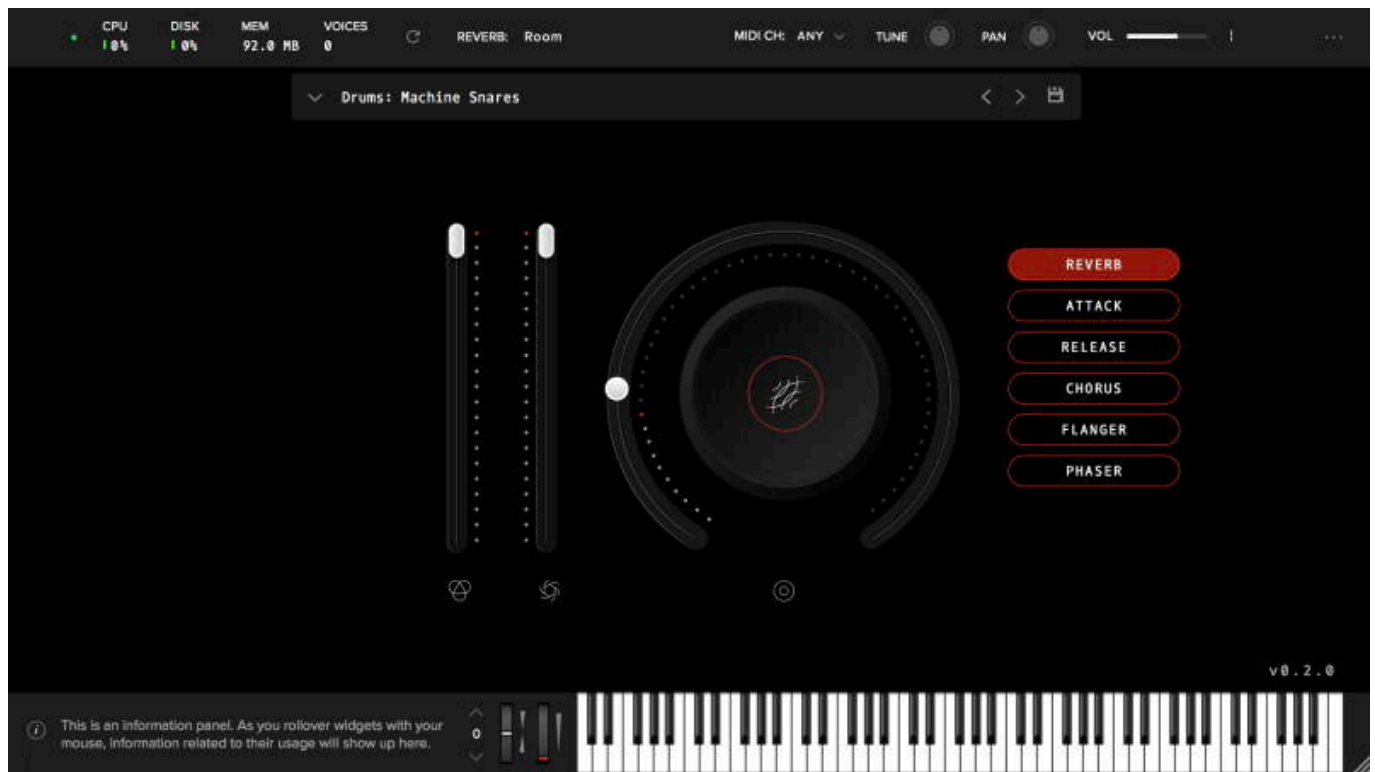 CPU DISK MEM VOICES
0% 0% 92.0 MB 0
REVERB: Room
MIDI CH: ANY TUNE PAN VOL
Drums: Machine Snares
REVERB
ATTACK
RELEASE
CHORUS
FLANGER
PHASER
v0.2.0
This is an information panel. As you rollover widgets with your
mouse, information related to their usage will show up here.
0